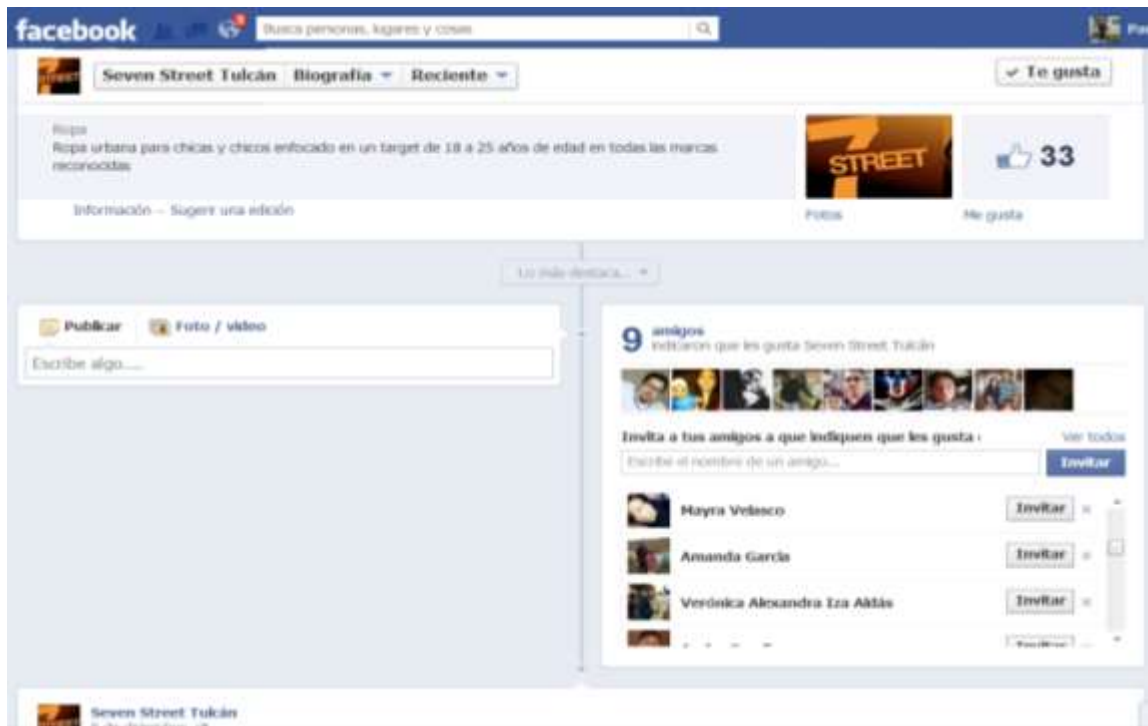 facebook
Busca personas, lugares y cosas
Seven Street Tulcán Biografía Reciente
Te gusta
Ropa
Ropa urbana para chicas y chicos enfocado en un target de 18 a 25 años de edad en todas las marcas
reconocidas
Información — Sugerir una edición
7
STREET
Fotos
33
Me gusta
Lo más destaca...
Publicar Foto / video
Escribe algo.....
9 amigos
indicaron que les gusta Seven Street Tulcán
Invita a tus amigos a que indiquen que les gusta
Ver todos
Escribe el nombre de un amigo...
Invitar
Mayra Velasco Invitar
Amanda Garcia Invitar
Verónica Alexandra Iza Aldás Invitar
Invitar
Seven Street Tulcán